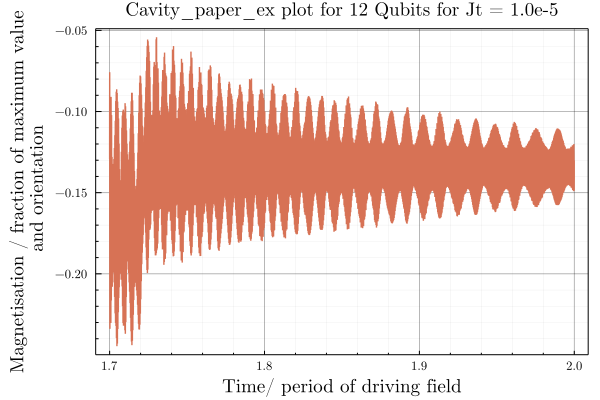 Cavity_paper_ex plot for 12 Qubits for Jt = 1.0e-5
Magnetisation / fraction of maximum value
and orientation
−0.05
−0.10
−0.15
−0.20
1.7
1.8
1.9
2.0
Time/ period of driving field